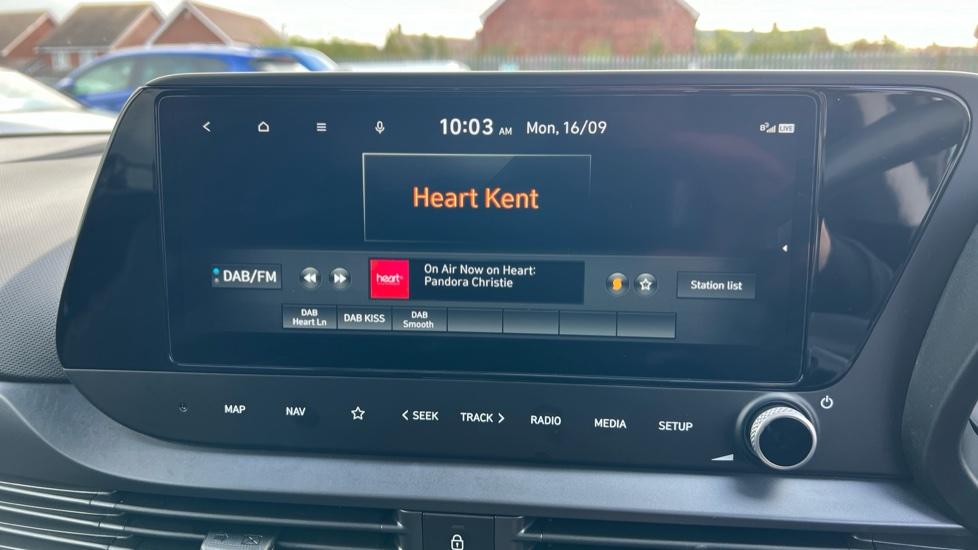 10:03 AM Mon, 16/09
LIVE
Heart Kent
DAB/FM
heart
On Air Now on Heart:
Pandora Christie
Station list
DAB
Heart Ln
DAB KISS
DAB
Smooth
MAP
NAV
< SEEK
TRACK >
RADIO
MEDIA
SETUP